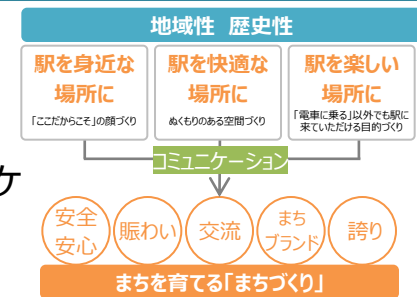 地域性 歴史性
駅を身近な
場所に
「ここだからこそ」の顔づくり
駅を快適な
場所に
ぬくもりのある空間づくり
駅を楽しい
場所に
「電車に乗る」以外でも駅に
来ていただける目的づくり
コミュニケーション
ケ
安全
安心
賑わい
交流
まち
ブランド
誇り
まちを育てる「まちづくり」